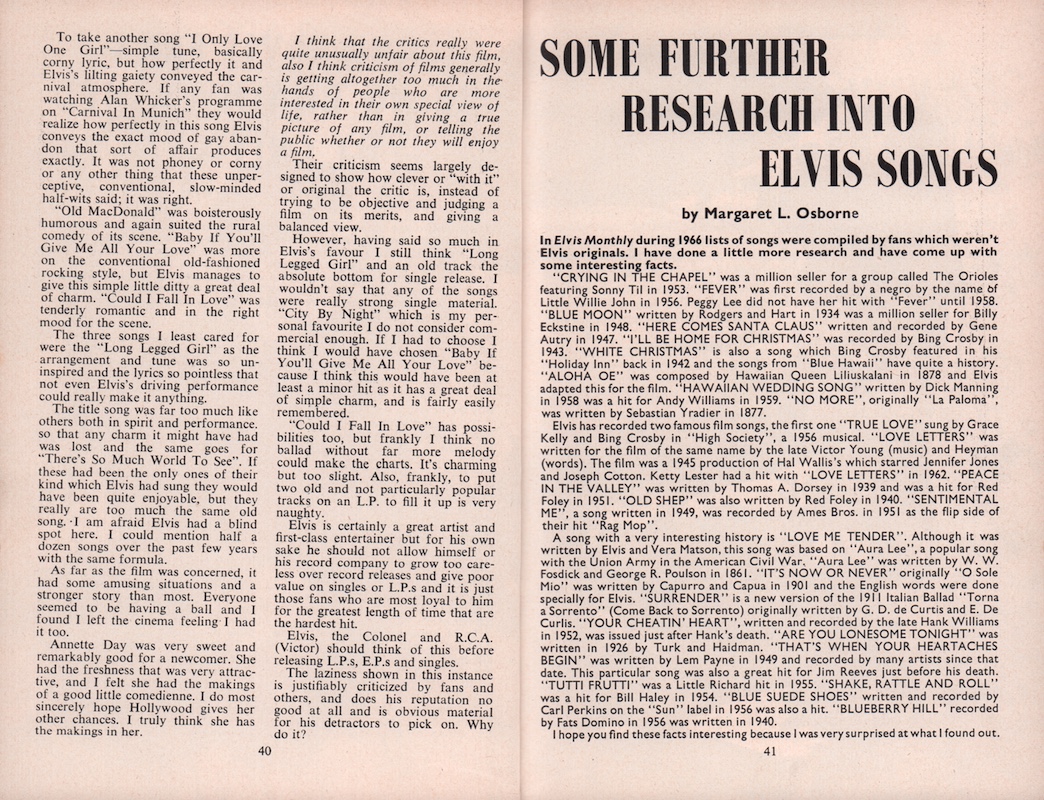 To take another song “I Only Love
One Girl”—simple tune, basically
corny lyric, but how perfectly it and
Elvis's lilting gaiety conveyed the car-
nival atmosphere. If any fan was
watching Alan Whicker's programme
on “Carnival In Munich” they would
realize how perfectly in this song Elvis
conveys the exact mood of gay aban-
don that sort of affair produces
exactly. It was not phoney or corny
or any other thing that these unper-
ceptive, conventional, slow-minded
half-wits said; it was right.
“Old MacDonald” was boisterously
humorous and again suited the rural
comedy of its scene. “Baby If You'll
Give Me All Your Love” was more
on the conventional old-fashioned
rocking style, but Elvis manages to
give this simple little ditty a great deal
of charm. “Could I Fall In Love” was
tenderly romantic and in the right
mood for the scene.
The three songs I least cared for
were the “Long Legged Girl” as the
arrangement and tune was so un-
inspired and the lyrics so pointless that
not even Elvis's driving performance
could really make it anything.
The title song was far too much like
others both in spirit and performance.
so that any charm it might have had
was lost and the same goes for
“There's So Much World To See”. If
these had been the only ones of their
kind which Elvis had sung they would
have been quite enjoyable, but they
really are too much the same old
song. I am afraid Elvis had a blind
spot here. I could mention half a
dozen songs over the past few years
with the same formula.
As far as the film was concerned, it
had some amusing situations and a
stronger story than most. Everyone
seemed to be having a ball and I
found I left the cinema feeling I had
it too.
Annette Day was very sweet and
remarkably good for a newcomer. She
had the freshness that was very attrac-
tive, and I felt she had the makings
of a good little comedienne. I do most
sincerely hope Hollywood gives her
other chances. I truly think she has
the makings in her.
I think that the critics really were
quite unusually unfair about this film,
also I think criticism of films generally
is getting altogether too much in the
hands of people who are more
interested in their own special view of
life, rather than in giving a true
picture of any film, or telling the
public whether or not they will enjoy
a film.
Their criticism seems largely de-
signed to show how clever or “with it”
or original the critic is, instead of
trying to be objective and judging a
film on its merits, and giving a
balanced view.
However, having said so much in
Elvis's favour I still think “Long
Legged Girl” and an old track the
absolute bottom for single release. I
wouldn't say that any of the songs
were really strong single material.
“City By Night” which is my per-
sonal favourite I do not consider com-
mercial enough. If I had to choose I
think I would have chosen “Baby If
You'll Give Me All Your Love” be-
cause I think this would have been at
least a minor hit as it has a great deal
of simple charm, and is fairly easily
remembered.
“Could I Fall In Love” has possi-
bilities too, but frankly I think no
ballad without far more melody
could make the charts. It's charming
but too slight. Also, frankly, to put
two old and not particularly popular
tracks on an L.P. to fill it up is very
naughty.
Elvis is certainly a great artist and
first-class entertainer but for his own
sake he should not allow himself or
his record company to grow too care-
less over record releases and give poor
value on singles or L.P.s and it is just
those fans who are most loyal to him
for the greatest length of time that are
the hardest hit.
Elvis, the Colonel and R.C.A.
(Victor) should think of this before
releasing L.P.s, E.P.s and singles.
The laziness shown in this instance
is justifiably criticized by fans and
others, and does his reputation no
good at all and is obvious material
for his detractors to pick on. Why
do it?
40
SOME FURTHER
RESEARCH INTO
ELVIS SONGS
by Margaret L. Osborne
In Elvis Monthly during 1966 lists of songs were compiled by fans which weren't
Elvis originals. I have done a little more research and have come up with
some interesting facts.
“CRYING IN THE CHAPEL” was a million seller for a group called The Orioles
featuring Sonny Til in 1953. “FEVER” was first recorded by a negro by the name of
Little Willie John in 1956. Peggy Lee did not have her hit with “Fever” until 1958.
“BLUE MOON” written by Rodgers and Hart in 1934 was a million seller for Billy
Eckstine in 1948. “HERE COMES SANTA CLAUS” written and recorded by Gene
Autry in 1947. “I'LL BE HOME FOR CHRISTMAS” was recorded by Bing Crosby in
1943. “WHITE CHRISTMAS” is also a song which Bing Crosby featured in his
“Holiday Inn” back in 1942 and the songs from “Blue Hawaii” have quite a history.
“ALOHA OE” was composed by Hawaiian Queen Liliuskalani in 1878 and Elvis
adapted this for the film. “HAWAIIAN WEDDING SONG” written by Dick Manning
in 1958 was a hit for Andy Williams in 1959. “NO MORE”, originally “La Paloma”,
was written by Sebastian Yradier in 1877.
Elvis has recorded two famous film songs, the first one “TRUE LOVE” sung by Grace
Kelly and Bing Crosby in “High Society”, a 1956 musical. “LOVE LETTERS” was
written for the film of the same name by the late Victor Young (music) and Heyman
(words). The film was a 1945 production of Hal Wallis's which starred Jennifer Jones
and Joseph Cotton. Ketty Lester had a hit with “LOVE LETTERS” in 1962. “PEACE
IN THE VALLEY” was written by Thomas A. Dorsey in 1939 and was a hit for Red
Foley in 1951. “OLD SHEP” was also written by Red Foley in 1940. “SENTIMENTAL
ME”, a song written in 1949, was recorded by Ames Bros. in 1951 as the flip side of
their hit “Rag Mop”.
A song with a very interesting history is “LOVE ME TENDER”. Although it was
written by Elvis and Vera Matson, this song was based on “Aura Lee”, a popular song
with the Union Army in the American Civil War. “Aura Lee” was written by W. W.
Fosdick and George R. Poulson in 1861. “IT'S NOW OR NEVER” originally “O Sole
Mio” was written by Capurro and Capua in 1901 and the English words were done
specially for Elvis. “SURRENDER” is a new version of the 1911 Italian Ballad “Torna
a Sorrento” (Come Back to Sorrento) originally written by G. D. de Curtis and E. De
Curlis. “YOUR CHEATIN' HEART”, written and recorded by the late Hank Williams
in 1952, was issued just after Hank's death. “ARE YOU LONESOME TONIGHT” was
written in 1926 by Turk and Haidman. “THAT'S WHEN YOUR HEARTACHES
BEGIN” was written by Lem Payne in 1949 and recorded by many artists since that
date. This particular song was also a great hit for Jim Reeves just before his death.
“TUTTI FRUTTI” was a Little Richard hit in 1955. “SHAKE, RATTLE AND ROLL”
was a hit for Bill Haley in 1954. “BLUE SUEDE SHOES” written and recorded by
Carl Perkins on the “Sun” label in 1956 was also a hit. “BLUEBERRY HILL” recorded
by Fats Domino in 1956 was written in 1940.
I hope you find these facts interesting because I was very surprised at what I found out.
41